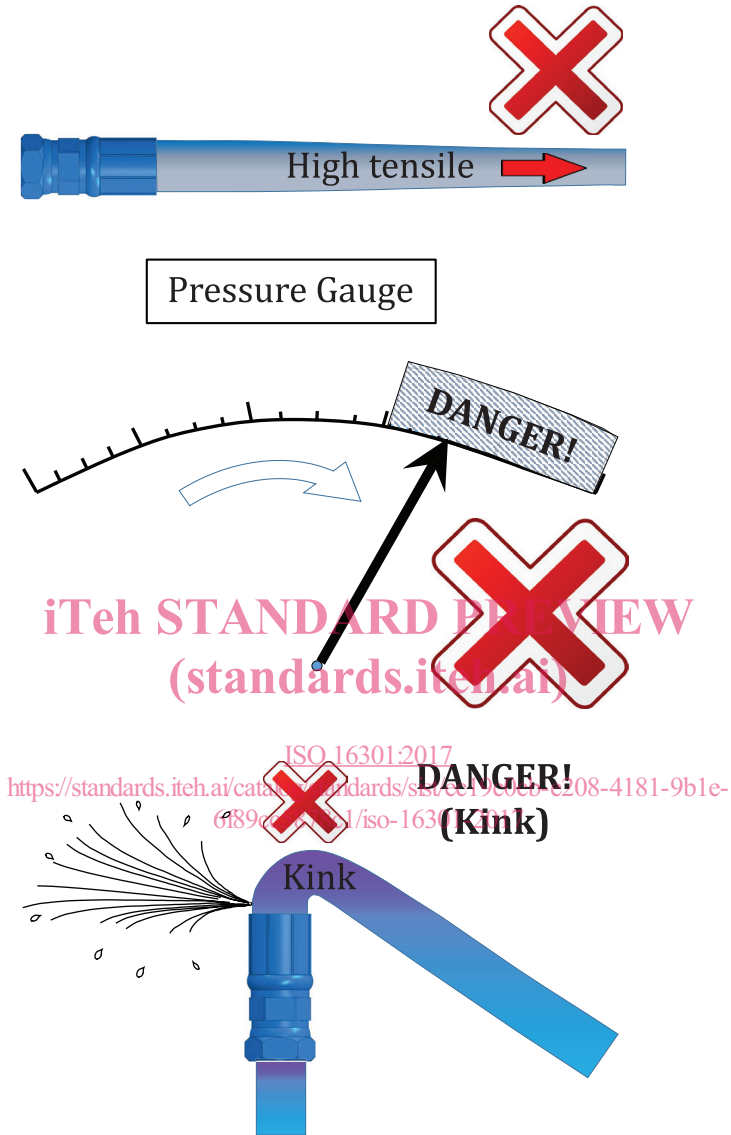 High tensile
Pressure Gauge
DANGER!
iTeh STANDARD PREVIEW
(standards.iteh.ai)
ISO 16301:2017
DANGER!
(Kink)
Kink